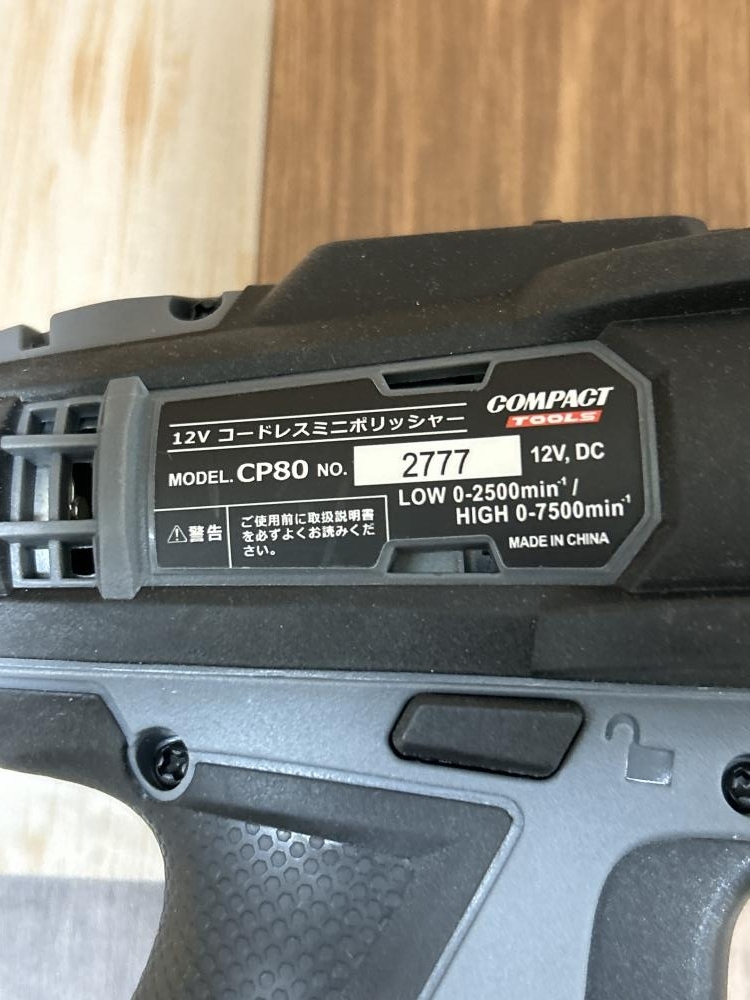 COMPACT
TOOLS
12V コードレスミニポリッシャー
MODEL. CP80 NO. 2777 12V, DC
LOW 0-2500min⁻¹ /
HIGH 0-7500min⁻¹
⚠警告
ご使用前に取扱説明書
を必ずよくお読みくだ
さい。
MADE IN CHINA